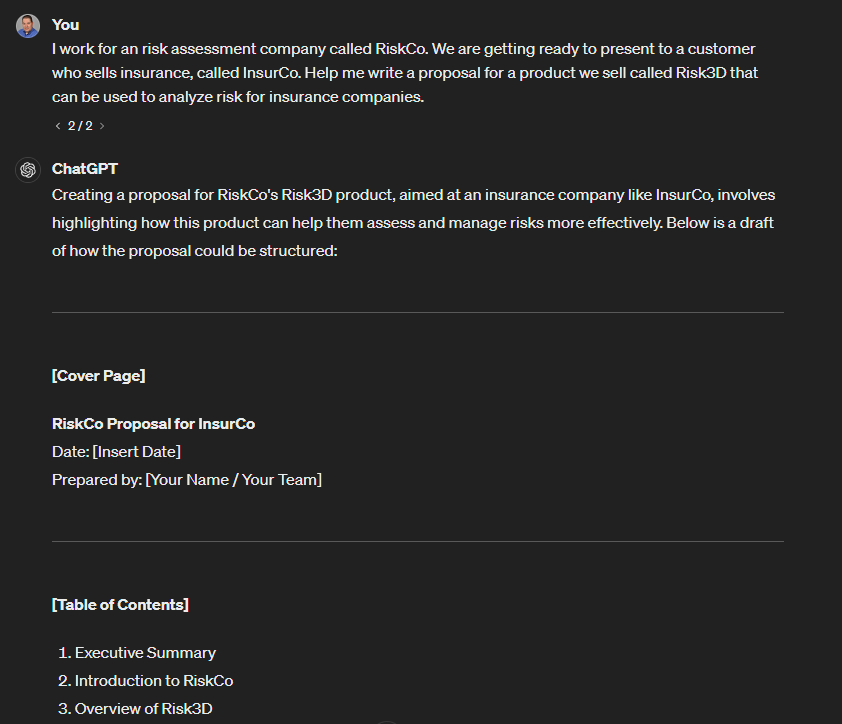 You
I work for an risk assessment company called RiskCo. We are getting ready to present to a customer
who sells insurance, called InsurCo. Help me write a proposal for a product we sell called Risk3D that
can be used to analyze risk for insurance companies.
< 2 / 2 >
ChatGPT
Creating a proposal for RiskCo's Risk3D product, aimed at an insurance company like InsurCo, involves
highlighting how this product can help them assess and manage risks more effectively. Below is a draft
of how the proposal could be structured:
[Cover Page]
RiskCo Proposal for InsurCo
Date: [Insert Date]
Prepared by: [Your Name / Your Team]
[Table of Contents]
1. Executive Summary
2. Introduction to RiskCo
3. Overview of Risk3D